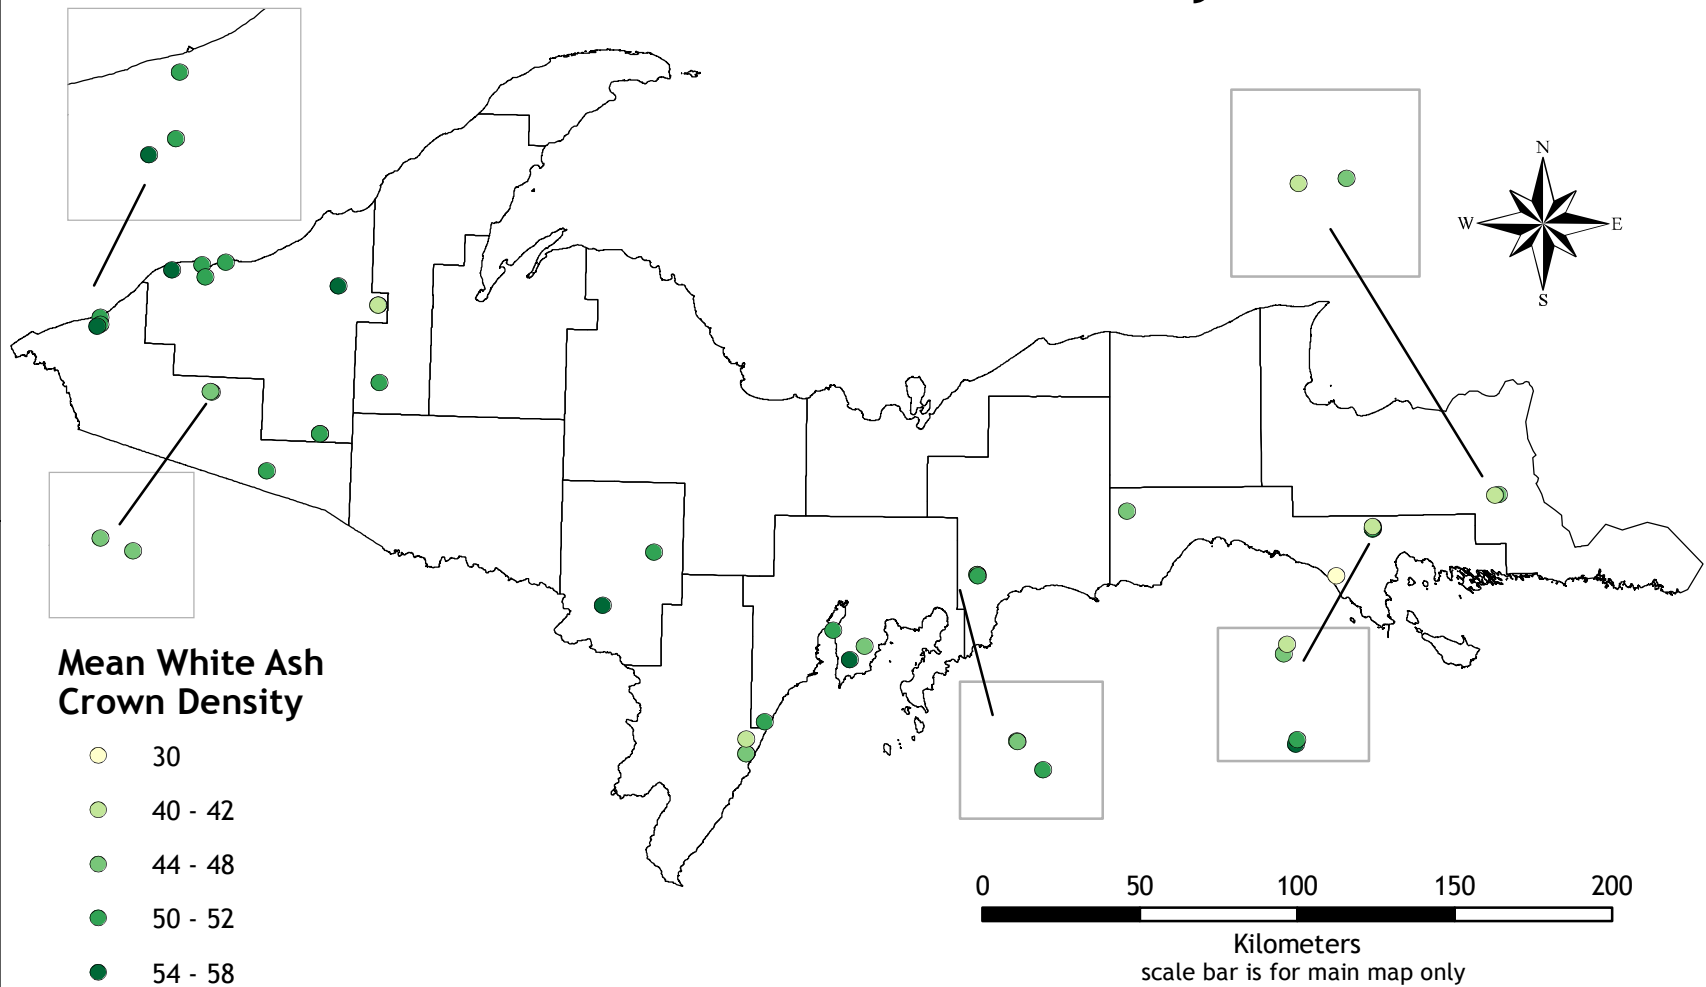 N
W E
S
Mean White Ash
Crown Density
30
40 - 42
44 - 48
50 - 52
54 - 58
0 50 100 150 200
Kilometers
scale bar is for main map only